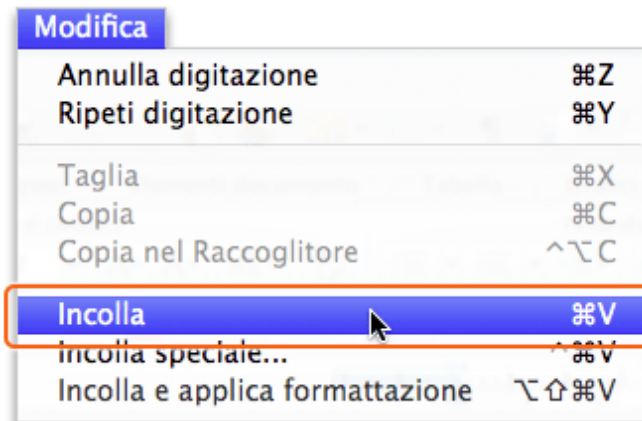 Modifica
Annulla digitazione ⌘Z
Ripeti digitazione ⌘Y
Taglia ⌘X
Copia ⌘C
Copia nel Raccoglitore ^⌥C
Incolla ⌘V
Incolla speciale... ^⌘V
Incolla e applica formattazione ⌥⇧⌘V